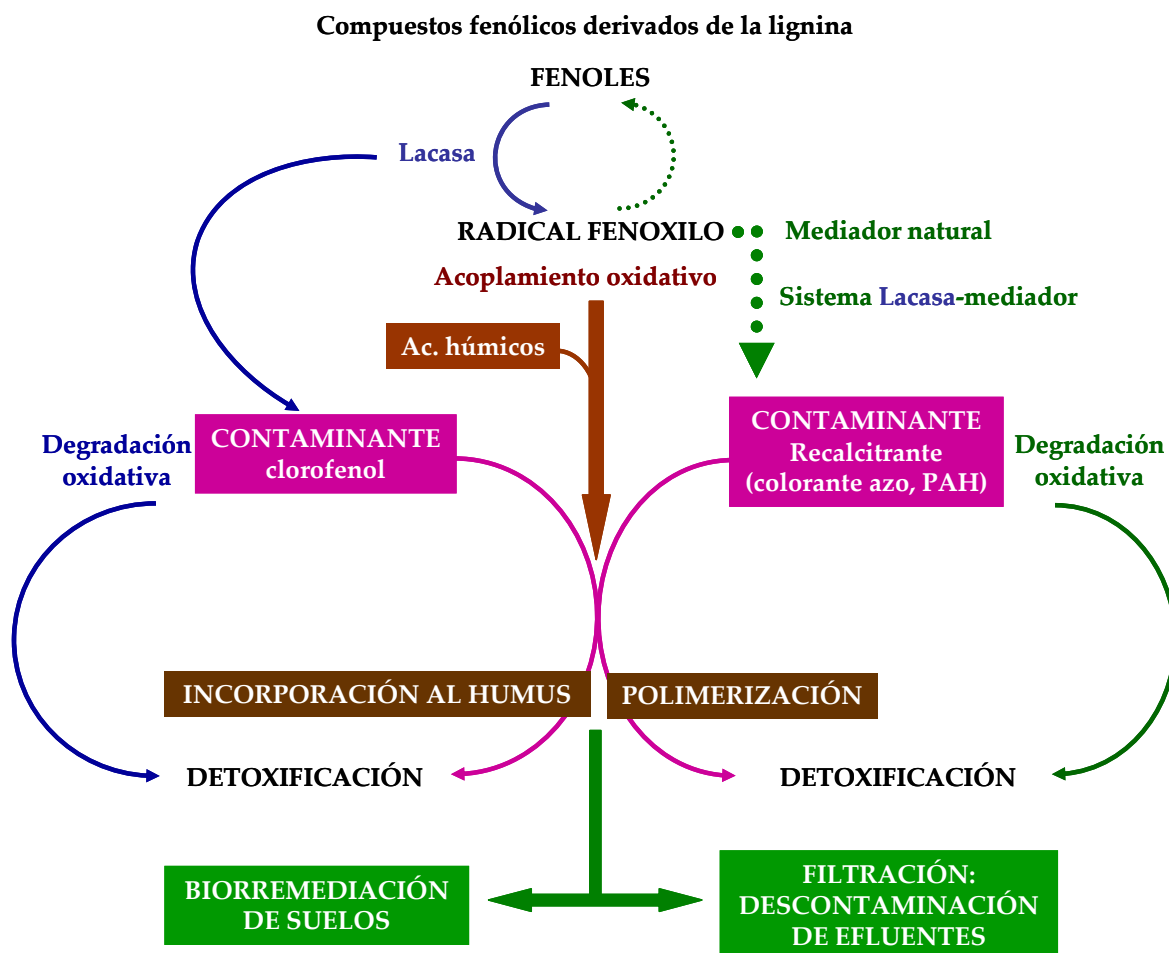 Compuestos fenólicos derivados de la lignina
FENOLES
Lacasa
RADICAL FENOXILO
Mediador natural
Acoplamiento oxidativo
Sistema Lacasa-mediador
Ac. húmicos
Degradación
oxidativa
CONTAMINANTE
clorofenol
CONTAMINANTE
Recalcitrante
(colorante azo, PAH)
Degradación
oxidativa
INCORPORACIÓN AL HUMUS
POLIMERIZACIÓN
DETOXIFICACIÓN
DETOXIFICACIÓN
BIORREMEDIACIÓN
DE SUELOS
FILTRACIÓN:
DESCONTAMINACIÓN
DE EFLUENTES